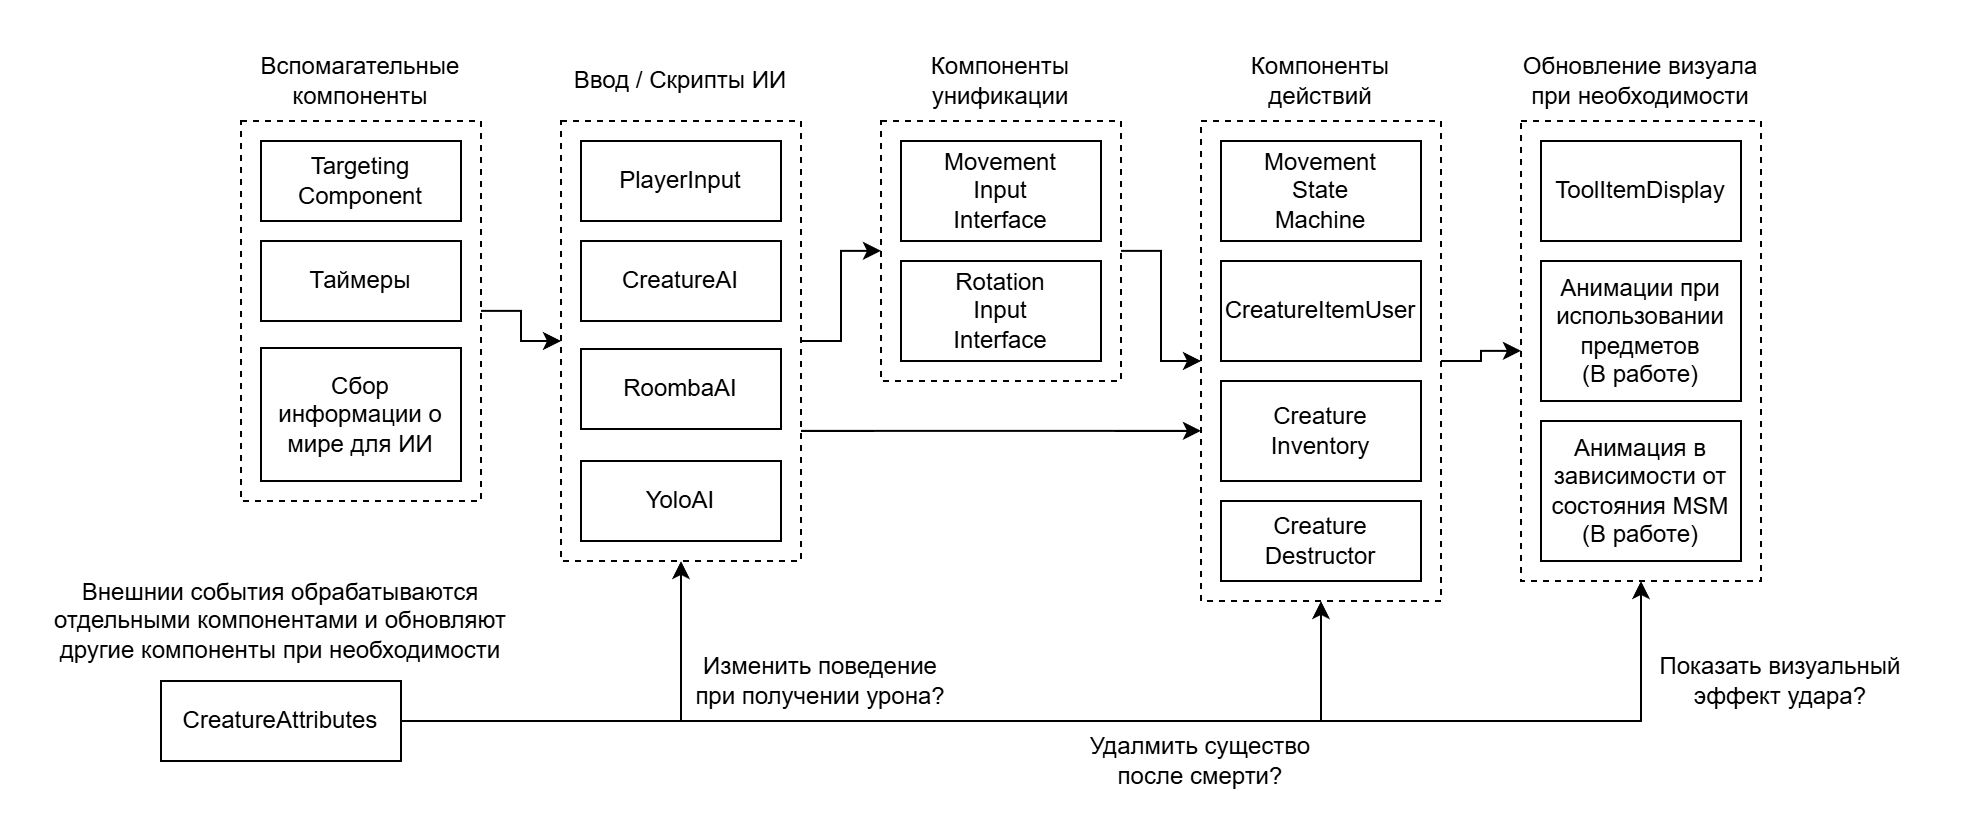 Вспомагательные
компоненты
Targeting
Component
Таймеры
Сбор
информации о
мире для ИИ
Ввод / Скрипты ИИ
PlayerInput
CreatureAI
RoombaAI
YoloAI
Компоненты
унификации
Movement
Input
Interface
Rotation
Input
Interface
Компоненты
действий
Movement
State
Machine
CreatureItemUser
Creature
Inventory
Creature
Destructor
Обновление визуала
при необходимости
ToolItemDisplay
Анимации при
использовании
предметов
(В работе)
Анимация в
зависимости от
состояния MSM
(В работе)
Внешнии события обрабатываются
отдельными компонентами и обновляют
другие компоненты при необходимости
CreatureAttributes
Изменить поведение
при получении урона?
Удалмить существо
после смерти?
Показать визуальный
эффект удара?